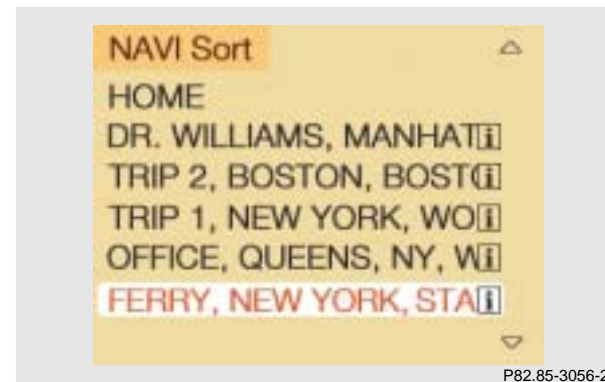 NAVI Sort
HOME
DR. WILLIAMS, MANHAT
TRIP 2, BOSTON, BOST
TRIP 1, NEW YORK, WO
OFFICE, QUEENS, NY, W
FERRY, NEW YORK, STA
P82.85-3056-2